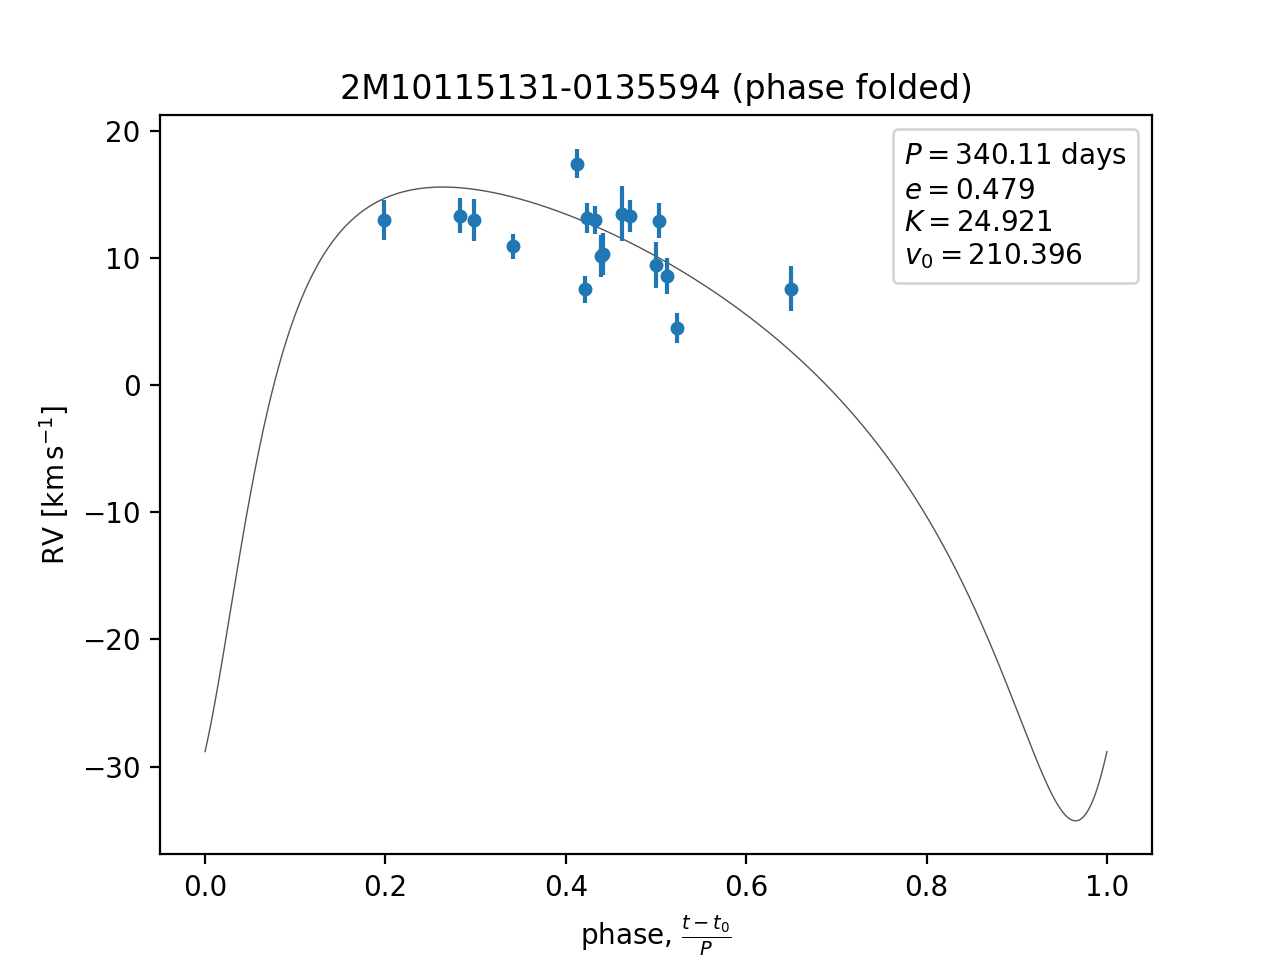 2M10115131-0135594 (phase folded)
P = 340.11 days
e = 0.479
K = 24.921
v₀ = 210.396
20
10
0
−10
−20
−30
RV [km s⁻¹]
0.0 0.2 0.4 0.6 0.8 1.0
phase, (t − t₀)/P